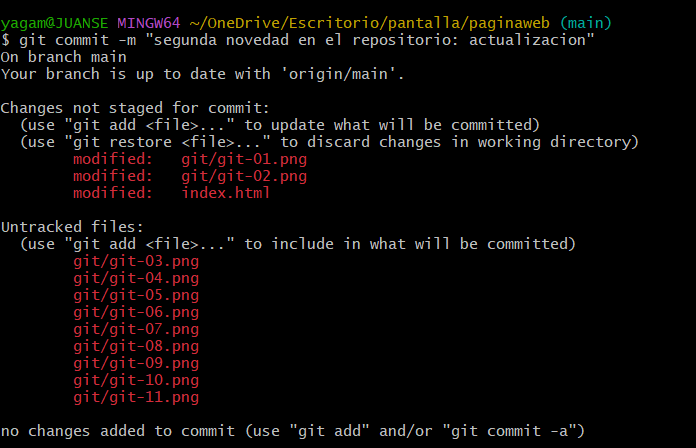 yagam@JUANSE MINGW64 ~/OneDrive/Escritorio/pantalla/paginaweb (main)
$ git commit -m "segunda novedad en el repositorio: actualizacion"
On branch main
Your branch is up to date with 'origin/main'.

Changes not staged for commit:
  (use "git add <file>..." to update what will be committed)
  (use "git restore <file>..." to discard changes in working directory)
        modified:   git/git-01.png
        modified:   git/git-02.png
        modified:   index.html

Untracked files:
  (use "git add <file>..." to include in what will be committed)
        git/git-03.png
        git/git-04.png
        git/git-05.png
        git/git-06.png
        git/git-07.png
        git/git-08.png
        git/git-09.png
        git/git-10.png
        git/git-11.png

no changes added to commit (use "git add" and/or "git commit -a")